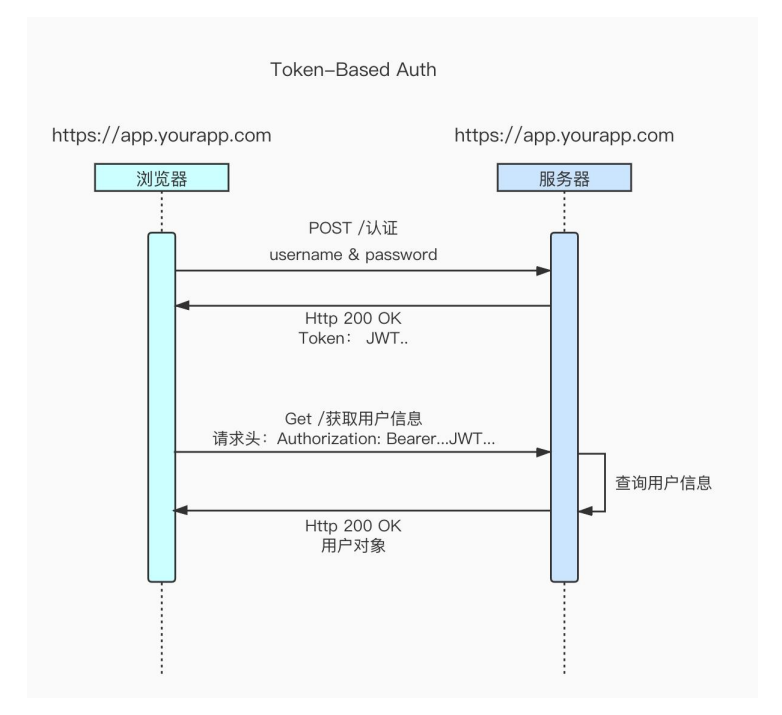 Token-Based Auth
https://app.yourapp.com
https://app.yourapp.com
浏览器
服务器
POST /认证
username & password
Http 200 OK
Token： JWT..
Get /获取用户信息
请求头：Authorization: Bearer...JWT...
查询用户信息
Http 200 OK
用户对象